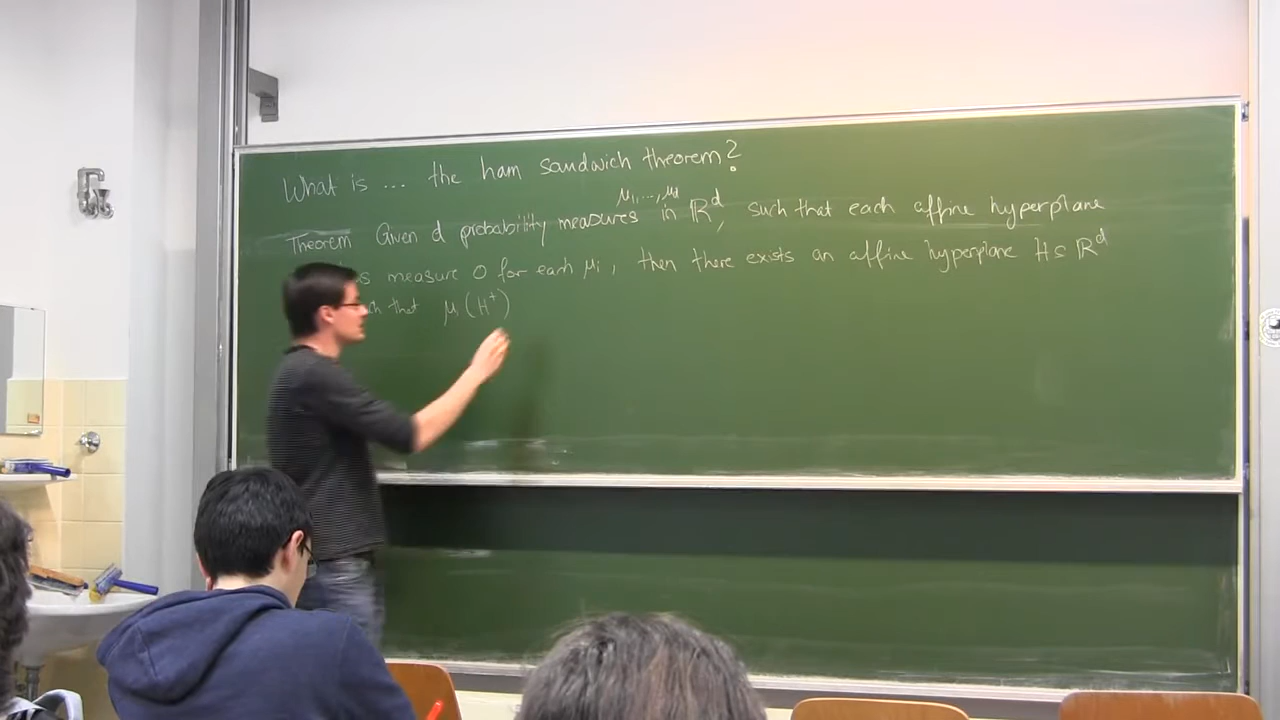 What is ... the ham sandwich theorem?
μ₁,...,μd
Theorem Given d probability measures in ℝᵈ, such that each affine hyperplane
measure 0 for each μᵢ, then there exists an affine hyperplane H ⊆ ℝᵈ
that μᵢ(H⁺)